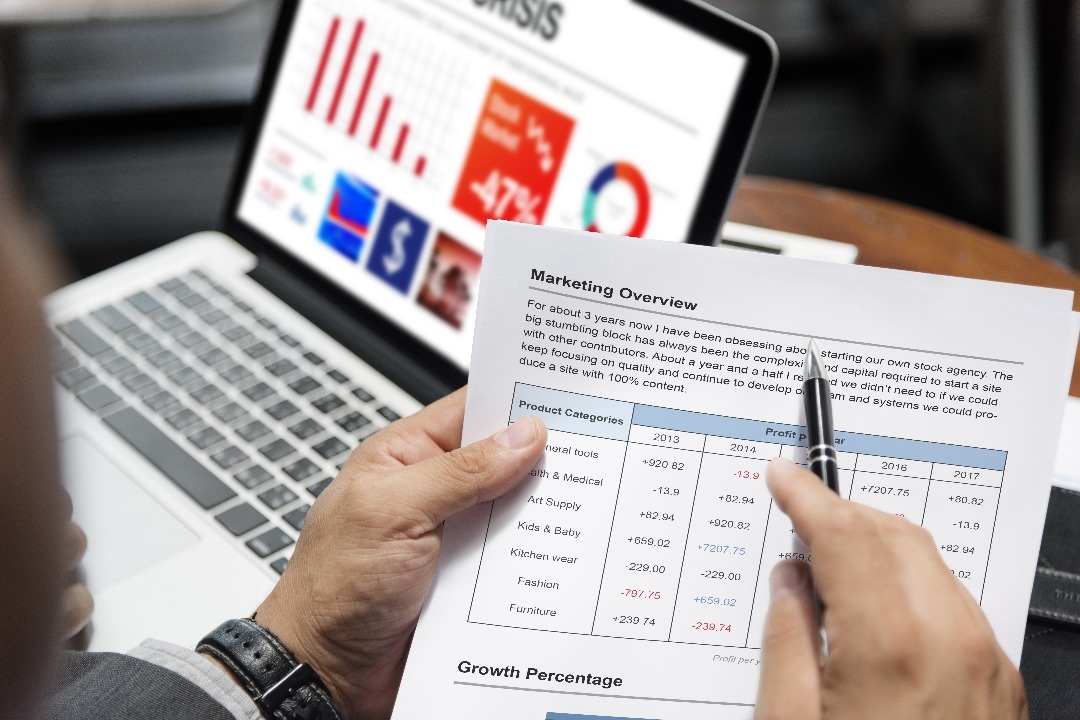 CRISIS
Stock
Market
-47%
$
Marketing Overview
For about 3 years now I have been obsessing starting our own stock agency. The
big stumbling block has always been the and capital required to start a site
with other contributors. About a year and a half I we didn't need to if we could
keep focusing on quality and continue to develop and systems we could pro-
duce a site with 100% content.
Product Categories Profit
2013 2014 2016 2017
tools +920.82 -13.9 +7207.75 +80.82
& Medical -13.9 +82.94 -13.9
Art Supply +82.94 +920.82 +82.94
Kids & Baby +659.02 +7207.75
Kitchen wear -229.00 -229.00
Fashion -797.75 +659.02
Furniture +239.74 -239.74
Profit per
Growth Percentage